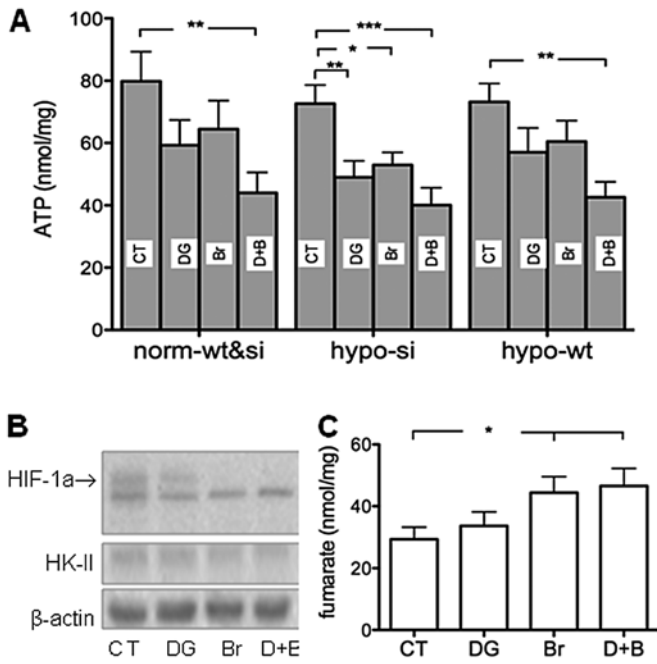 A
ATP (nmol/mg)
100
80
60
40
80
0
** *** * ** **
CT DG Br D+B CT DG Br D+B CT DG Br D+B
norm-wt&si hypo-si hypo-wt
B
HIF-1a→
HK-II
β-actin
CT DG Br D+B
C
fumarate (nmol/mg)
60
40
30
0
*
CT DG Br D+B